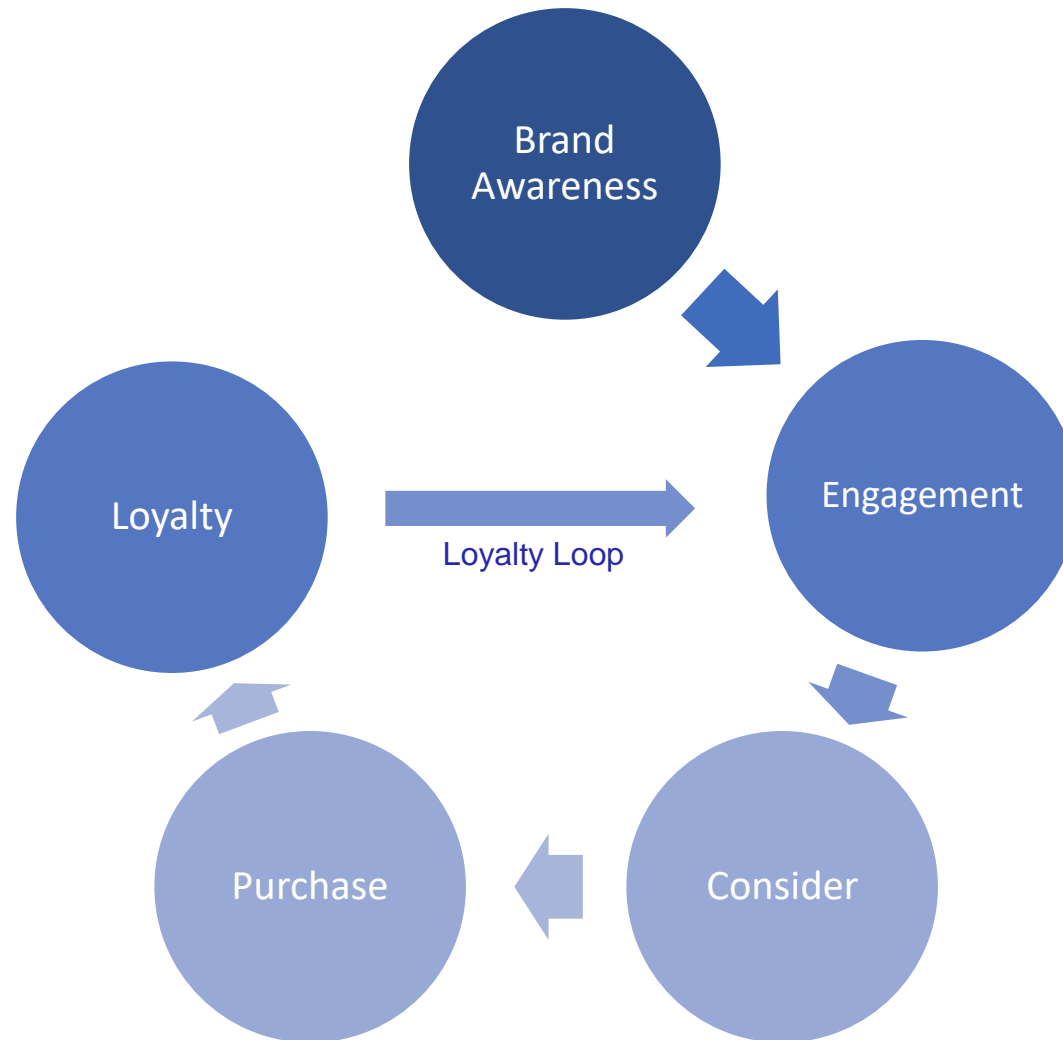 Brand
Awareness
Engagement
Loyalty
Loyalty Loop
Purchase
Consider